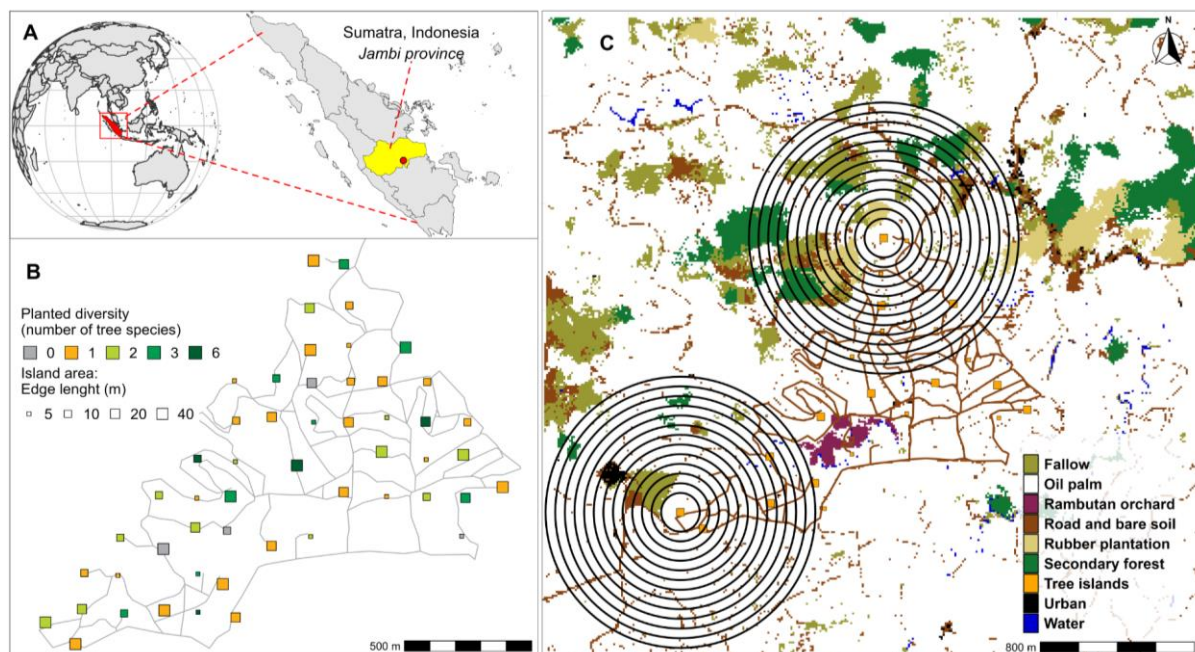 A
Sumatra, Indonesia
Jambi province
B
Planted diversity
(number of tree species)
0 1 2 3 6
Island area:
Edge lenght (m)
5 10 20 40
500 m
C
N
Fallow
Oil palm
Rambutan orchard
Road and bare soil
Rubber plantation
Secondary forest
Tree islands
Urban
Water
800 m